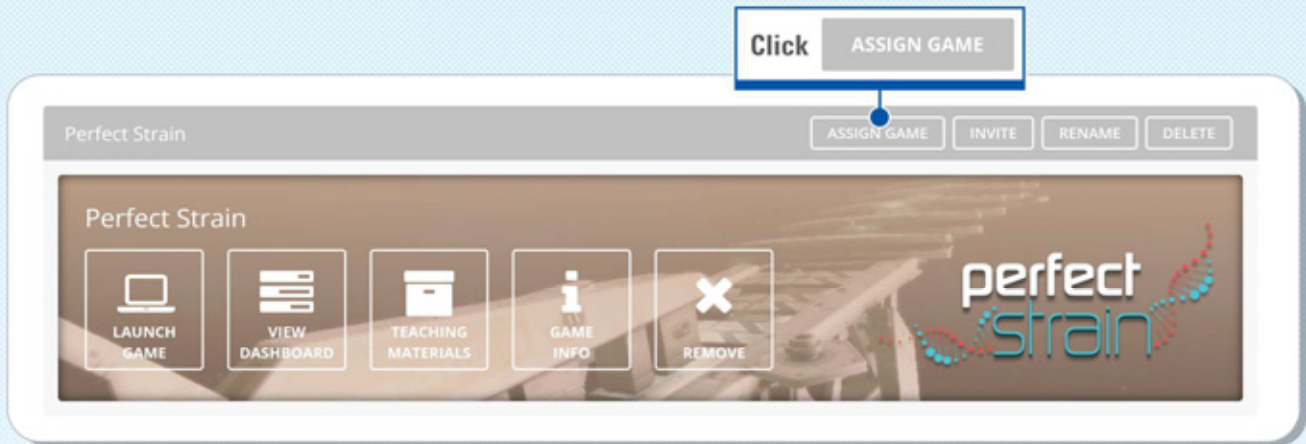 Click ASSIGN GAME
Perfect Strain ASSIGN GAME INVITE RENAME DELETE
Perfect Strain
LAUNCH GAME
VIEW DASHBOARD
TEACHING MATERIALS
GAME INFO
REMOVE
perfect
strain